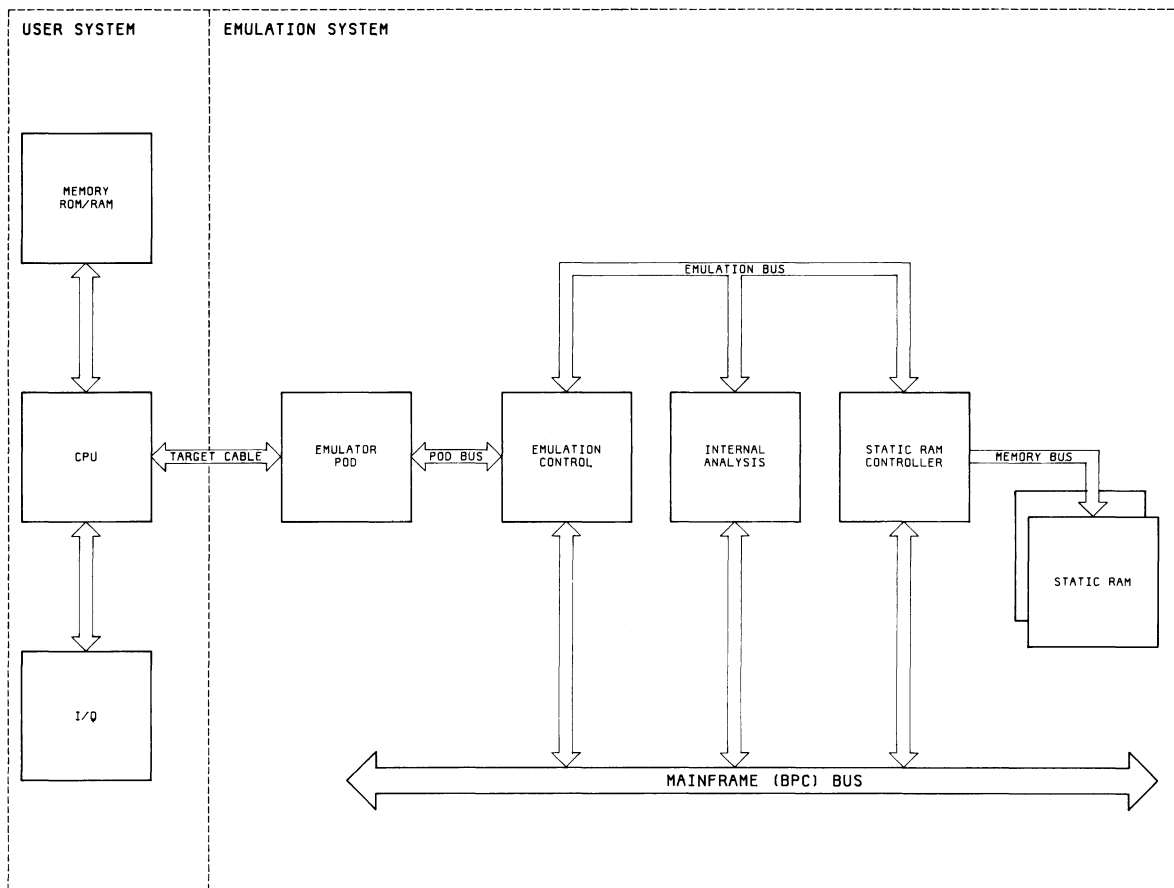 USER SYSTEM
EMULATION SYSTEM
MEMORY
ROM/RAM
EMULATION BUS
CPU
TARGET CABLE
EMULATOR
POD
POD BUS
EMULATION
CONTROL
INTERNAL
ANALYSIS
STATIC RAM
CONTROLLER
MEMORY BUS
STATIC RAM
I/O
MAINFRAME (BPC) BUS